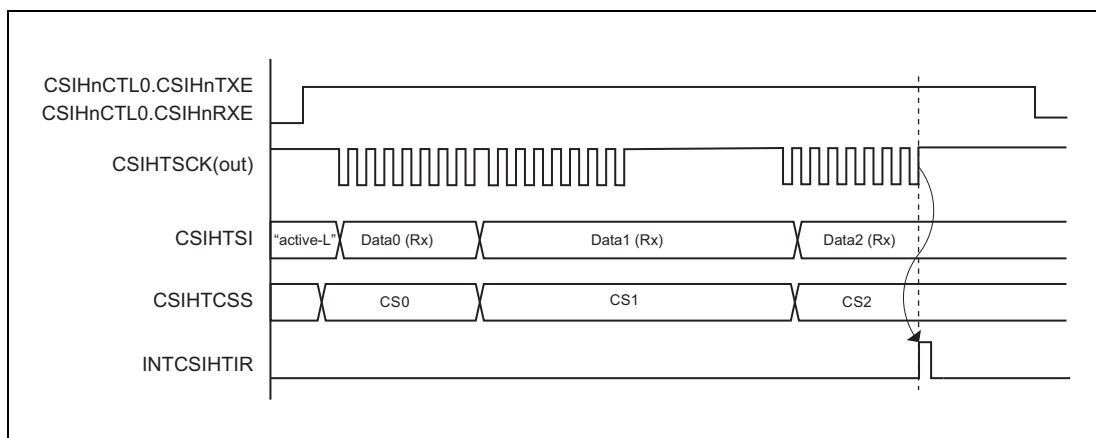 CSIHnCTL0.CSIHnTXE
CSIHnCTL0.CSIHnRXE
CSIHTSCK(out)
CSIHTSI
"active-L"
Data0 (Rx)
Data1 (Rx)
Data2 (Rx)
CSIHTCSS
CS0
CS1
CS2
INTCSIHTIR